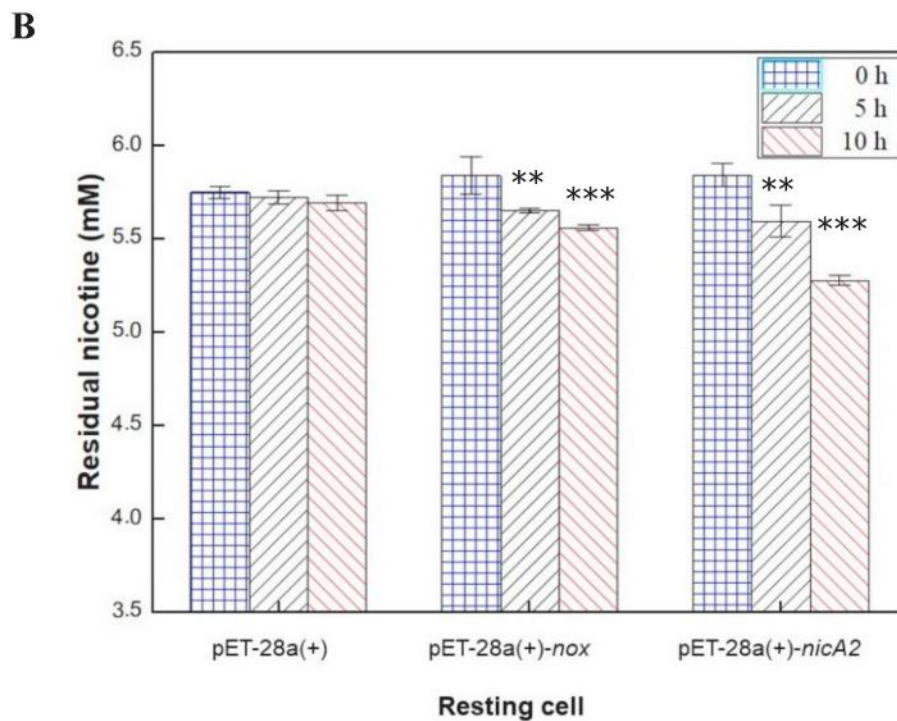 B
6.5
6.0
5.5
5.0
4.5
4.0
3.5
Residual nicotine (mM)
0 h
5 h
10 h
** ***
** ***
pET-28a(+) pET-28a(+)-nox pET-28a(+)-nicA2
Resting cell